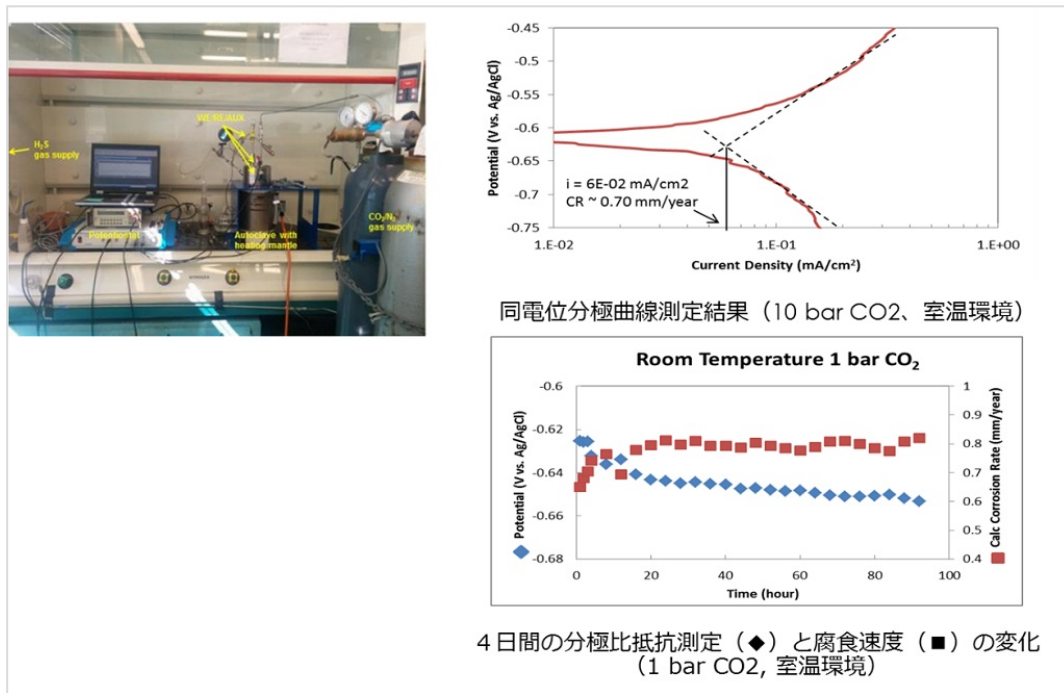 H₂S
gas supply
WE/RE/AUX
Potentiostat
Autoclave with
heating mantle
CO₂/N₂
gas supply
-0.45
-0.5
-0.55
-0.6
-0.65
-0.7
-0.75
Potential (V vs. Ag/AgCl)
i = 6E-02 mA/cm2
CR ~ 0.70 mm/year
1.E-02 1.E-01 1.E+00
Current Density (mA/cm²)
同電位分極曲線測定結果（10 bar CO2、室温環境）
Room Temperature 1 bar CO₂
-0.6
-0.62
-0.64
-0.66
-0.68
Potential (V vs. Ag/AgCl)
1
0.9
0.8
0.7
0.6
0.5
0.4
Calc Corrosion Rate (mm/year)
0 20 40 60 80 100
Time (hour)
４日間の分極比抵抗測定（◆）と腐食速度（■）の変化
（1 bar CO2, 室温環境）